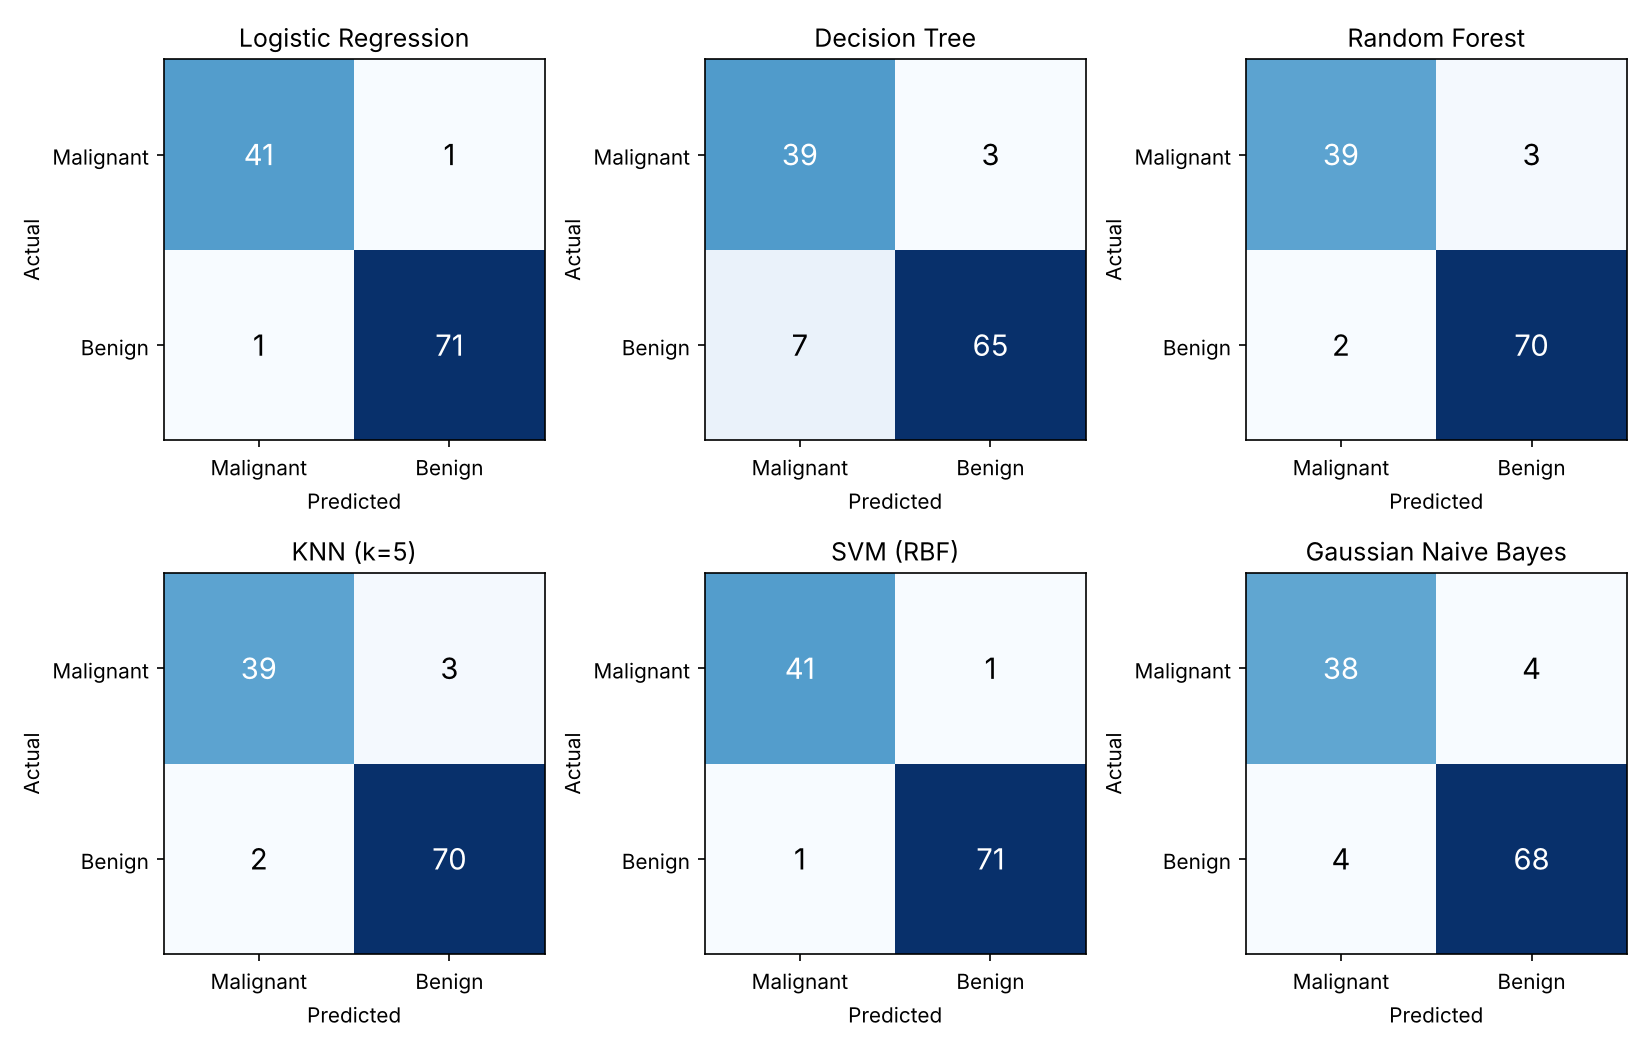 Logistic Regression
Malignant 41 1
Benign 1 71
Actual
Malignant Benign
Predicted
Decision Tree
Malignant 39 3
Benign 7 65
Actual
Malignant Benign
Predicted
Random Forest
Malignant 39 3
Benign 2 70
Actual
Malignant Benign
Predicted
KNN (k=5)
Malignant 39 3
Benign 2 70
Actual
Malignant Benign
Predicted
SVM (RBF)
Malignant 41 1
Benign 1 71
Actual
Malignant Benign
Predicted
Gaussian Naive Bayes
Malignant 38 4
Benign 4 68
Actual
Malignant Benign
Predicted